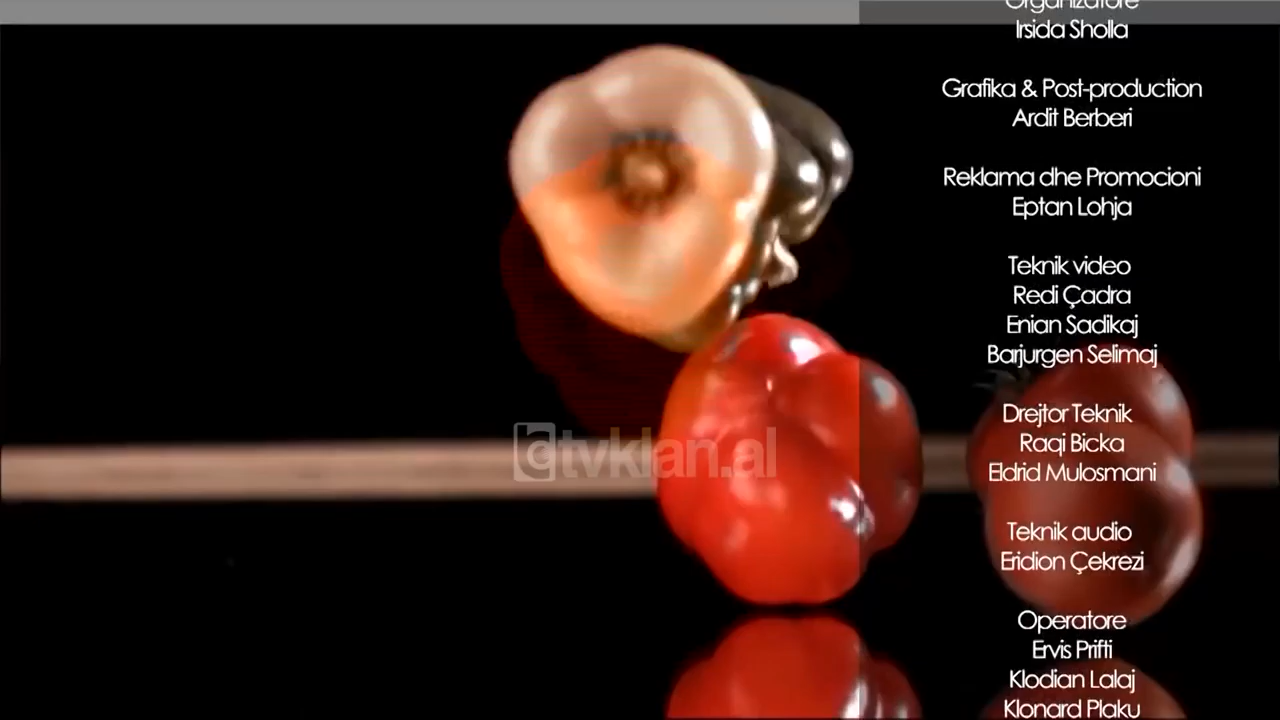 Organizatore
Irsida Sholla
Grafika & Post-production
Ardit Berberi
Reklama dhe Promocioni
Eptan Lohja
Teknik video
Redi Çadra
Enian Sadikaj
Barjurgen Selimaj
Drejtor Teknik
Raqi Bicka
Eldrid Mulosmani
tvklan.al
Teknik audio
Eridion Çekrezi
Operatore
Ervis Prifti
Klodian Lalaj
Klonard Plaku